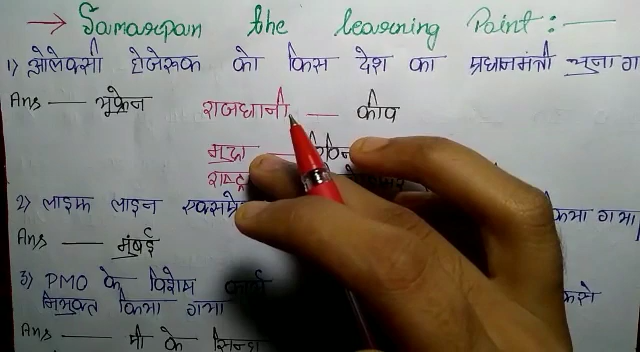 → Samarpan the learning Point :—
1) ओलेक्सी होंजेरूक को किस देश का प्रधानमंत्री चुना ग
Ans — यूक्रेन राजधानी — कीव
मुद्रा —
राष्ट्र
2) लाइफ लाइन एक्सप्रे किया गया
Ans — मुंबई
3) PMO के विशेष कार्य किसे
नियुक्त किया गया
Ans — पी के सिन्हा